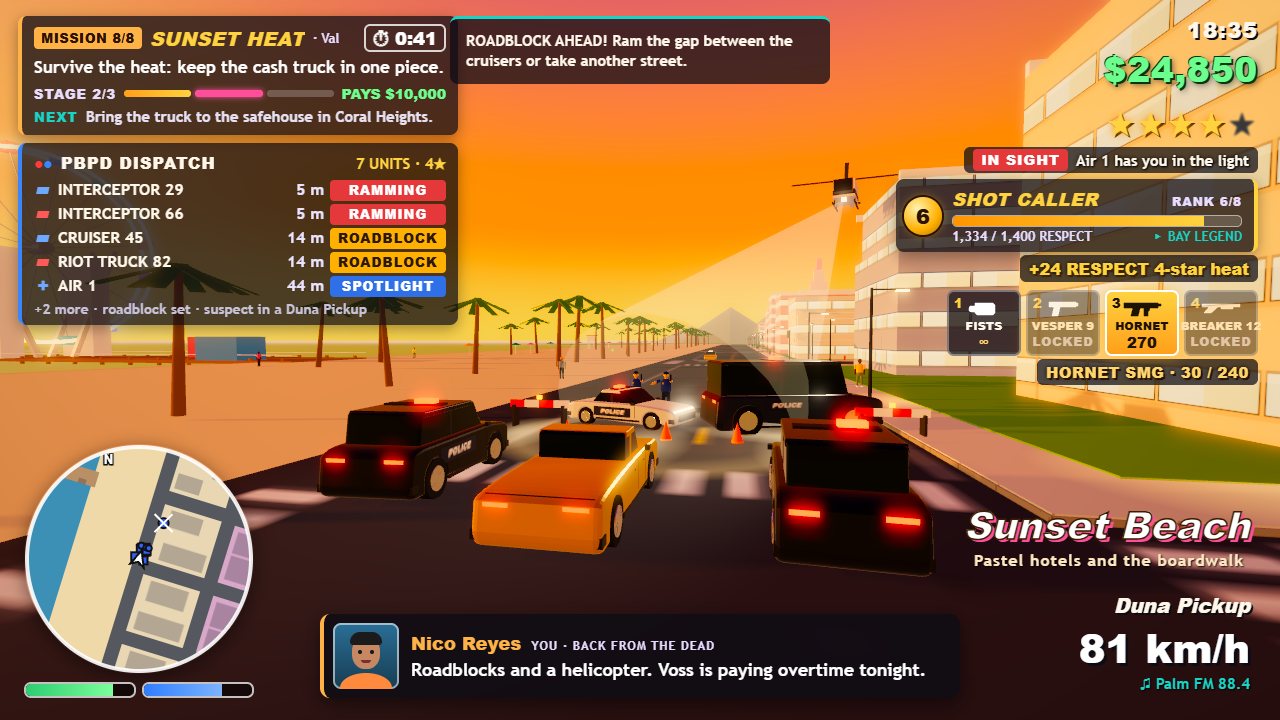 MISSION 8/8 SUNSET HEAT · Val 0:41
Survive the heat: keep the cash truck in one piece.
STAGE 2/3 PAYS $10,000
NEXT Bring the truck to the safehouse in Coral Heights.
ROADBLOCK AHEAD! Ram the gap between the
cruisers or take another street.
18:35
$24,850
PBPD DISPATCH 7 UNITS · 4★
INTERCEPTOR 29 5 m RAMMING
INTERCEPTOR 66 5 m RAMMING
CRUISER 45 14 m ROADBLOCK
RIOT TRUCK 82 14 m ROADBLOCK
AIR 1 44 m SPOTLIGHT
+2 more · roadblock set · suspect in a Duna Pickup
IN SIGHT Air 1 has you in the light
6 SHOT CALLER RANK 6/8
1,334 / 1,400 RESPECT ▸ BAY LEGEND
+24 RESPECT 4-star heat
1 FISTS ∞
2 VESPER 9 LOCKED
3 HORNET 270
4 BREAKER 12 LOCKED
HORNET SMG · 30 / 240
POLICE
POLICE
POLICE
N
Sunset Beach
Pastel hotels and the boardwalk
Duna Pickup
81 km/h
♫ Palm FM 88.4
Nico Reyes YOU · BACK FROM THE DEAD
Roadblocks and a helicopter. Voss is paying overtime tonight.